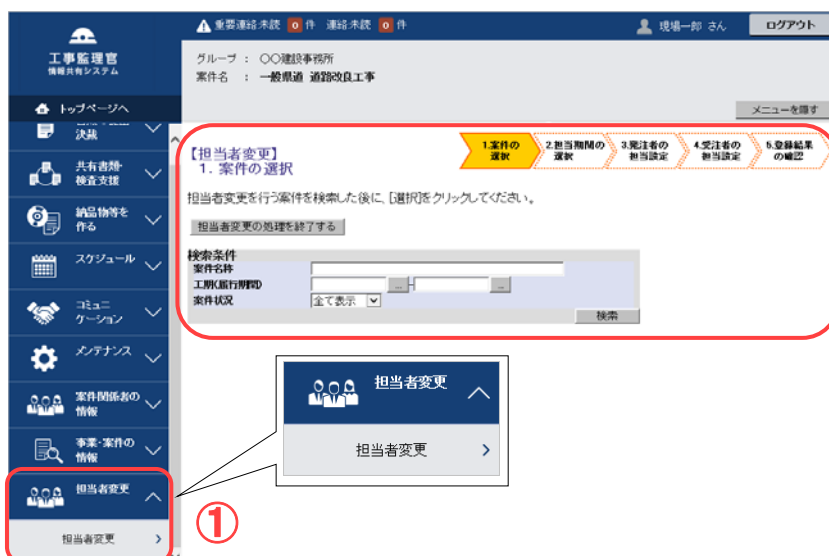 重要連絡未読 0 件 連絡未読 0 件
現場一郎 さん
ログアウト
工事監理官
情報共有システム
グループ : 〇〇建設事務所
案件名 : 一般県道 道路改良工事
トップページへ
メニューを隠す
決裁
共有書類・
検査支援
納品物等を
作る
スケジュール
コミュニ
ケーション
メンテナンス
案件関係者の
情報
事業・案件の
情報
担当者変更
担当者変更
【担当者変更】
1. 案件の選択
1.案件の
選択
2.担当期間の
選択
3.発注者の
担当設定
4.受注者の
担当設定
5.登録結果
の確認
担当者変更を行う案件を検索した後に、[選択]をクリックしてください。
担当者変更の処理を終了する
検索条件
案件名称
工期(履行期間)
... - ...
案件状況
全て表示
検索
担当者変更
担当者変更
①